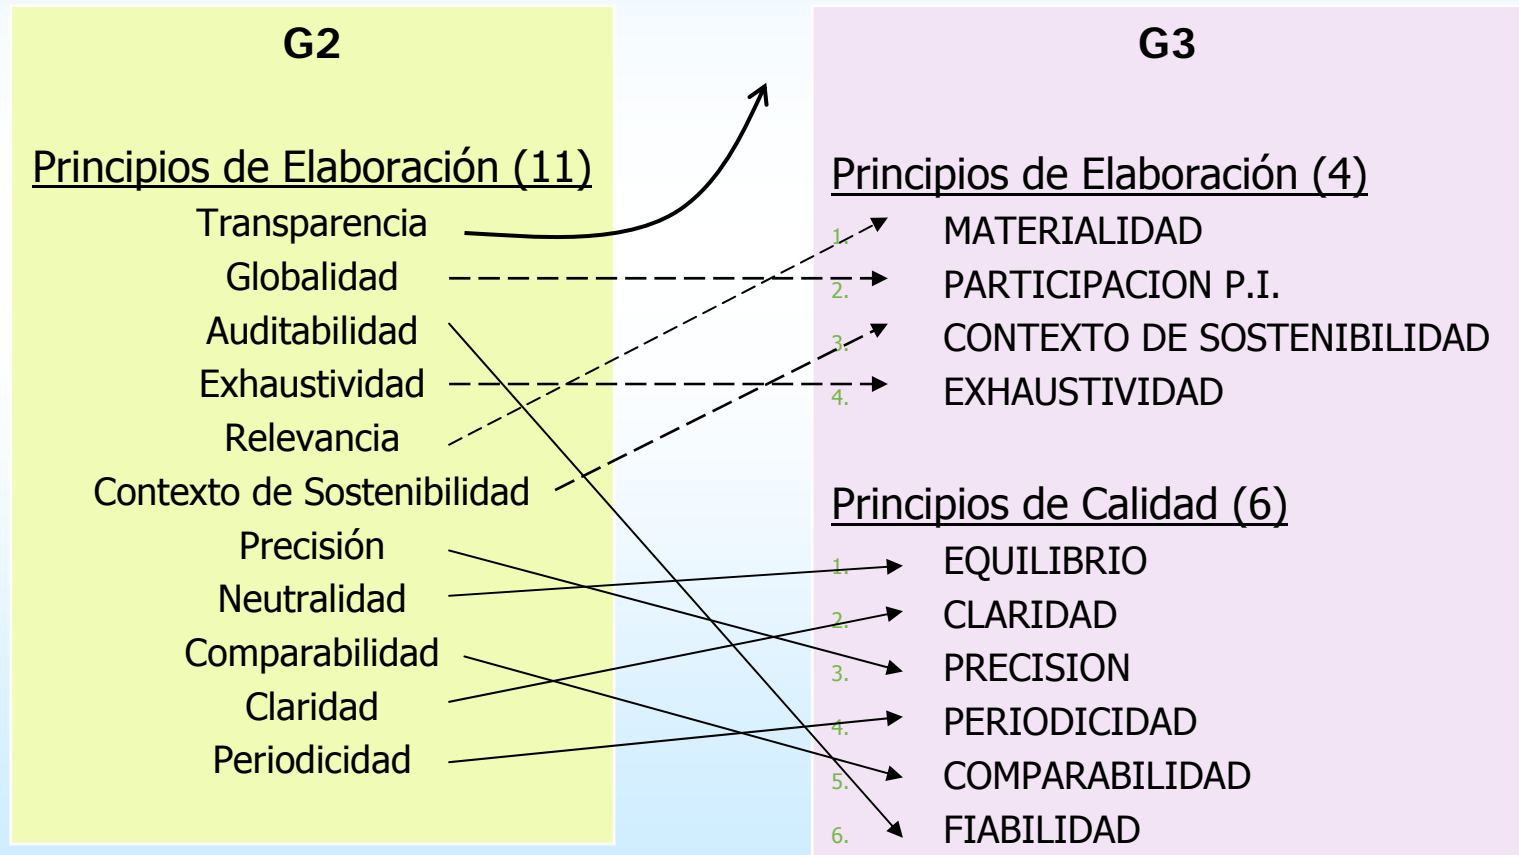 G2
Principios de Elaboración (11)
Transparencia
Globalidad
Auditabilidad
Exhaustividad
Relevancia
Contexto de Sostenibilidad
Precisión
Neutralidad
Comparabilidad
Claridad
Periodicidad
G3
Principios de Elaboración (4)
1. MATERIALIDAD
2. PARTICIPACION P.I.
3. CONTEXTO DE SOSTENIBILIDAD
4. EXHAUSTIVIDAD
Principios de Calidad (6)
1. EQUILIBRIO
2. CLARIDAD
3. PRECISION
4. PERIODICIDAD
5. COMPARABILIDAD
6. FIABILIDAD